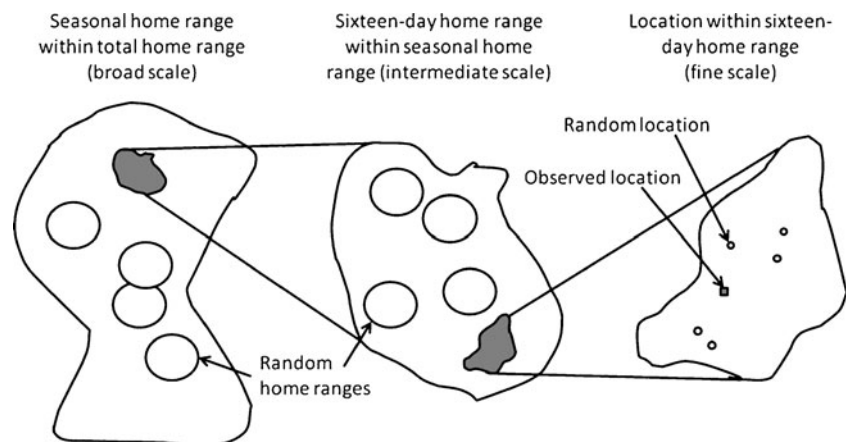 Seasonal home range
within total home range
(broad scale)
Sixteen-day home range
within seasonal home
range (intermediate scale)
Location within sixteen-
day home range
(fine scale)
Random location
Observed location
Random
home ranges